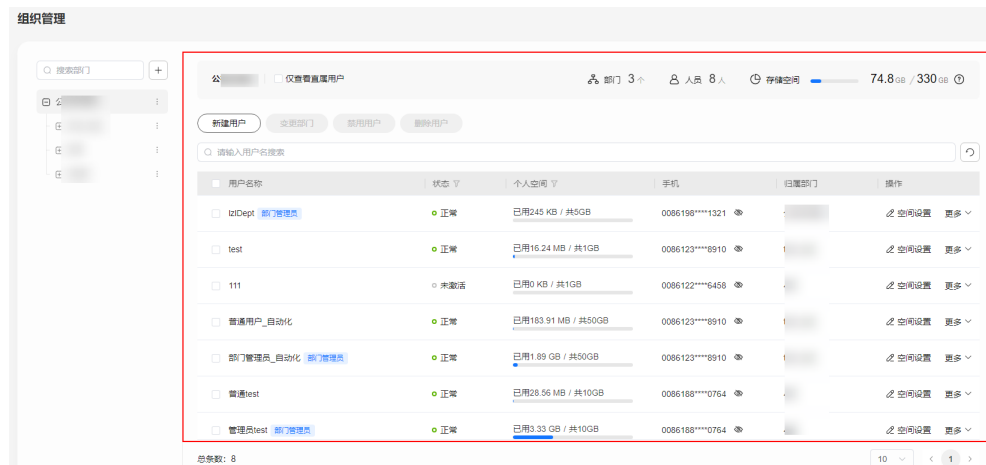 组织管理
搜索部门
公
公 仅查看直属用户 部门 3 个 人员 8 人 存储空间 74.8 GB / 330 GB
新建用户 变更部门 禁用用户 删除用户
请输入用户名搜索
用户名称 状态 个人空间 手机 归属部门 操作
部门管理员 正常 已用245 KB / 共5GB 0086198****1321 空间设置 更多
test 正常 已用16.24 MB / 共1GB 0086123****8910 空间设置 更多
111 未激活 已用0 KB / 共1GB 0086122****6458 空间设置 更多
普通用户_自动化 正常 已用183.91 MB / 共50GB 0086123****8910 空间设置 更多
部门管理员_自动化 部门管理员 正常 已用1.89 GB / 共50GB 0086123****8910 空间设置 更多
普通test 正常 已用28.56 MB / 共10GB 0086188****0764 空间设置 更多
管理员test 部门管理员 正常 已用3.33 GB / 共10GB 0086188****0764 空间设置 更多
总条数: 8 10 1